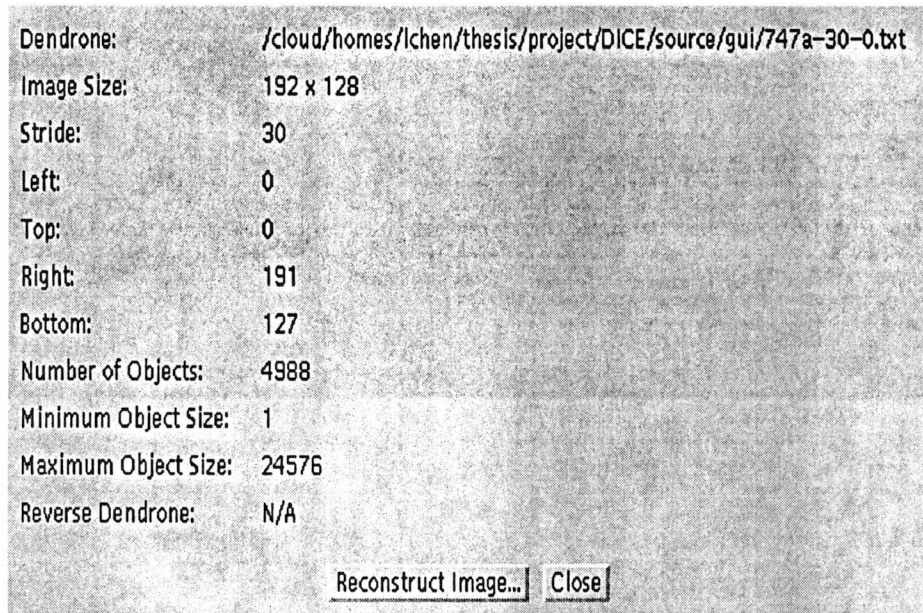 Dendrone: /cloud/homes/lchen/thesis/project/DICE/source/gui/747a-30-0.txt
Image Size: 192 x 128
Stride: 30
Left: 0
Top: 0
Right: 191
Bottom: 127
Number of Objects: 4988
Minimum Object Size: 1
Maximum Object Size: 24576
Reverse Dendrone: N/A
Reconstruct Image... Close